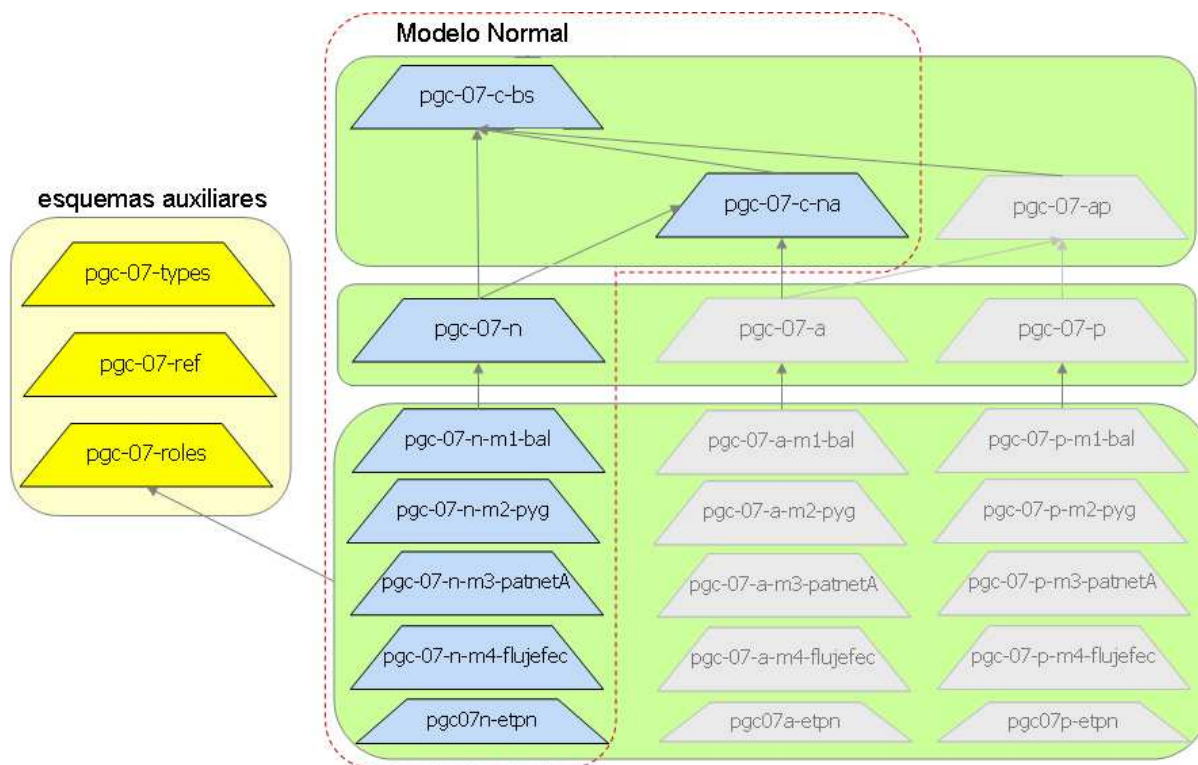 Modelo Normal
pgc-07-c-bs
pgc-07-c-na
pgc-07-ap
esquemas auxiliares
pgc-07-types
pgc-07-ref
pgc-07-roles
pgc-07-n
pgc-07-a
pgc-07-p
pgc-07-n-m1-bal
pgc-07-a-m1-bal
pgc-07-p-m1-bal
pgc-07-n-m2-pyg
pgc-07-a-m2-pyg
pgc-07-p-m2-pyg
pgc-07-n-m3-patnetA
pgc-07-a-m3-patnetA
pgc-07-p-m3-patnetA
pgc-07-n-m4-flujefec
pgc-07-a-m4-flujefec
pgc-07-p-m4-flujefec
pgc07n-etpn
pgc07a-etpn
pgc07p-etpn